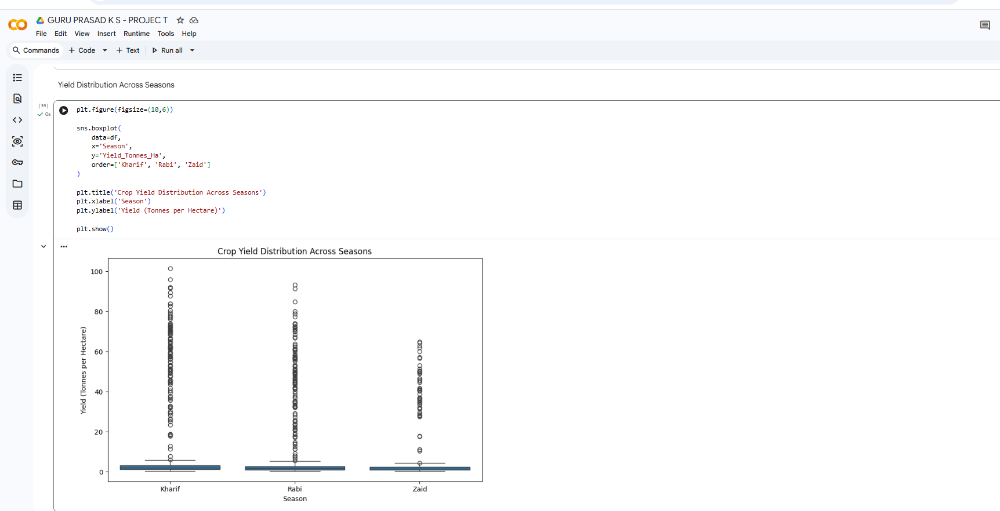 GURU PRASAD K S - PROJEC T
File Edit View Insert Runtime Tools Help
Commands + Code + Text Run all
Yield Distribution Across Seasons
[39]
0s
plt.figure(figsize=(10,6))
sns.boxplot(
data=df,
x='Season',
y='Yield_Tonnes_Ha',
order=['Kharif', 'Rabi', 'Zaid']
)
plt.title('Crop Yield Distribution Across Seasons')
plt.xlabel('Season')
plt.ylabel('Yield (Tonnes per Hectare)')
plt.show()
Crop Yield Distribution Across Seasons
100
80
60
40
20
0
Yield (Tonnes per Hectare)
Kharif Rabi Zaid
Season